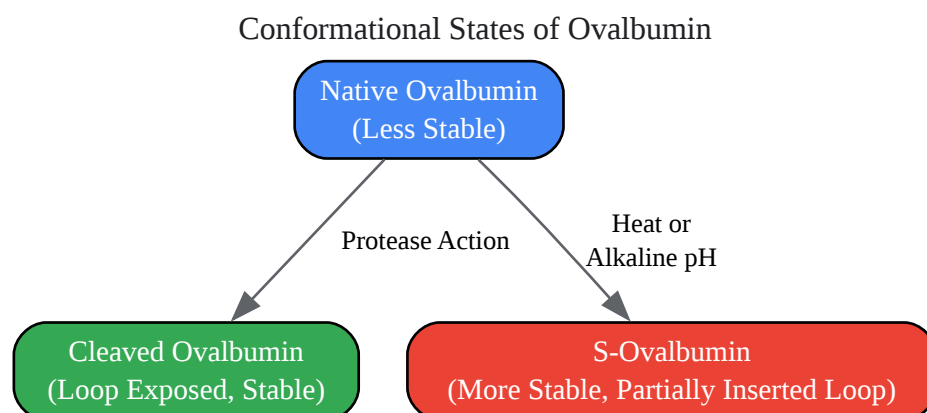 Conformational States of Ovalbumin
Native Ovalbumin
(Less Stable)
Protease Action
Heat or
Alkaline pH
Cleaved Ovalbumin
(Loop Exposed, Stable)
S-Ovalbumin
(More Stable, Partially Inserted Loop)